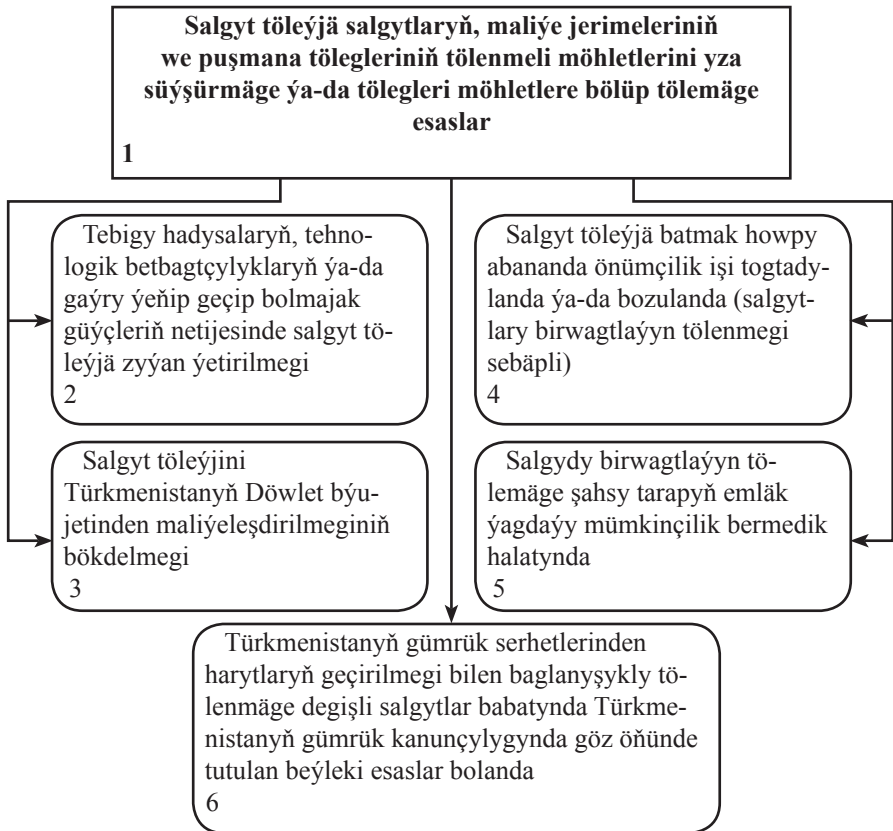 Salgyt töleýjä salgytlaryň, maliýe jerimeleriniň
we puşmana tölegleriniň tölenmeli möhletlerini yza
süýşürmäge ýa-da tölegleri möhletlere bölüp tölemäge
esaslar
1
Tebigy hadysalaryň, tehno-
logik betbagtçylyklaryň ýa-da
gaýry ýeňip geçip bolmajak
güýçleriň netijesinde salgyt tö-
leýjä zyýan ýetirilmegi
2
Salgyt töleýjini
Türkmenistanyň Döwlet býu-
jetinden maliýeleşdirilmeginiň
bökdelmegi
3
Salgyt töleýjä batmak howpy
abananda önümçilik işi togtady-
landa ýa-da bozulanda (salgyt-
lary birwagtlaýyn tölenmegi
sebäpli)
4
Salgydy birwagtlaýyn tö-
lemäge şahsy tarapyň emläk
ýagdaýy mümkinçilik bermedik
halatynda
5
Türkmenistanyň gümrük serhetlerinden
harytlaryň geçirilmegi bilen baglanyşykly tö-
lenmäge degişli salgytlar babatynda Türkme-
nistanyň gümrük kanunçylygynda göz öňünde
tutulan beýleki esaslar bolanda
6